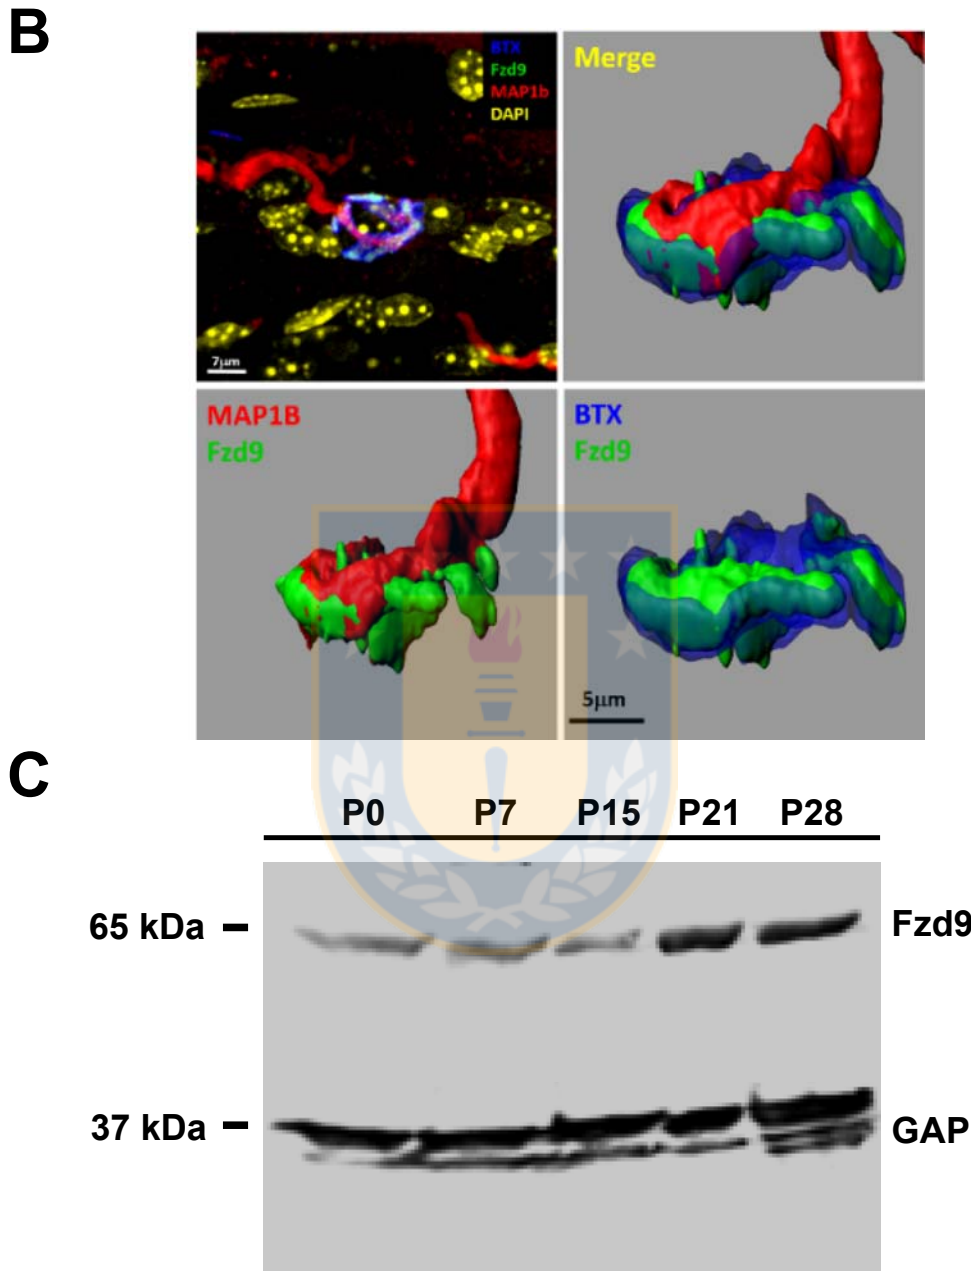 B
BTX
Fzd9
MAP1b
DAPI
7μm
Merge
MAP1B
Fzd9
BTX
Fzd9
5μm
C
P0 P7 P15 P21 P28
65 kDa
Fzd9
37 kDa
GAP